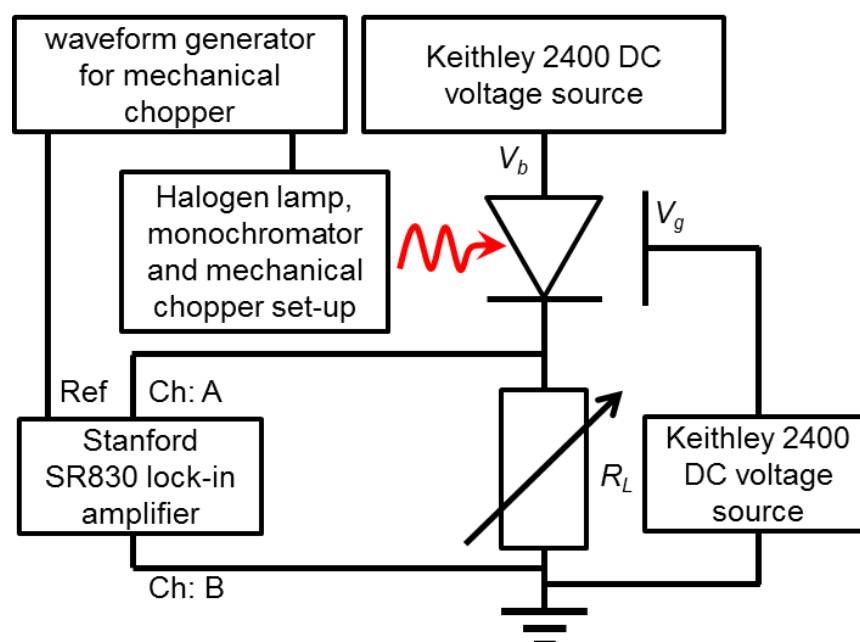 waveform generator
for mechanical
chopper
Keithley 2400 DC
voltage source
V_b
Halogen lamp,
monochromator
and mechanical
chopper set-up
V_g
Ref
Ch: A
Stanford
SR830 lock-in
amplifier
R_L
Keithley 2400
DC voltage
source
Ch: B